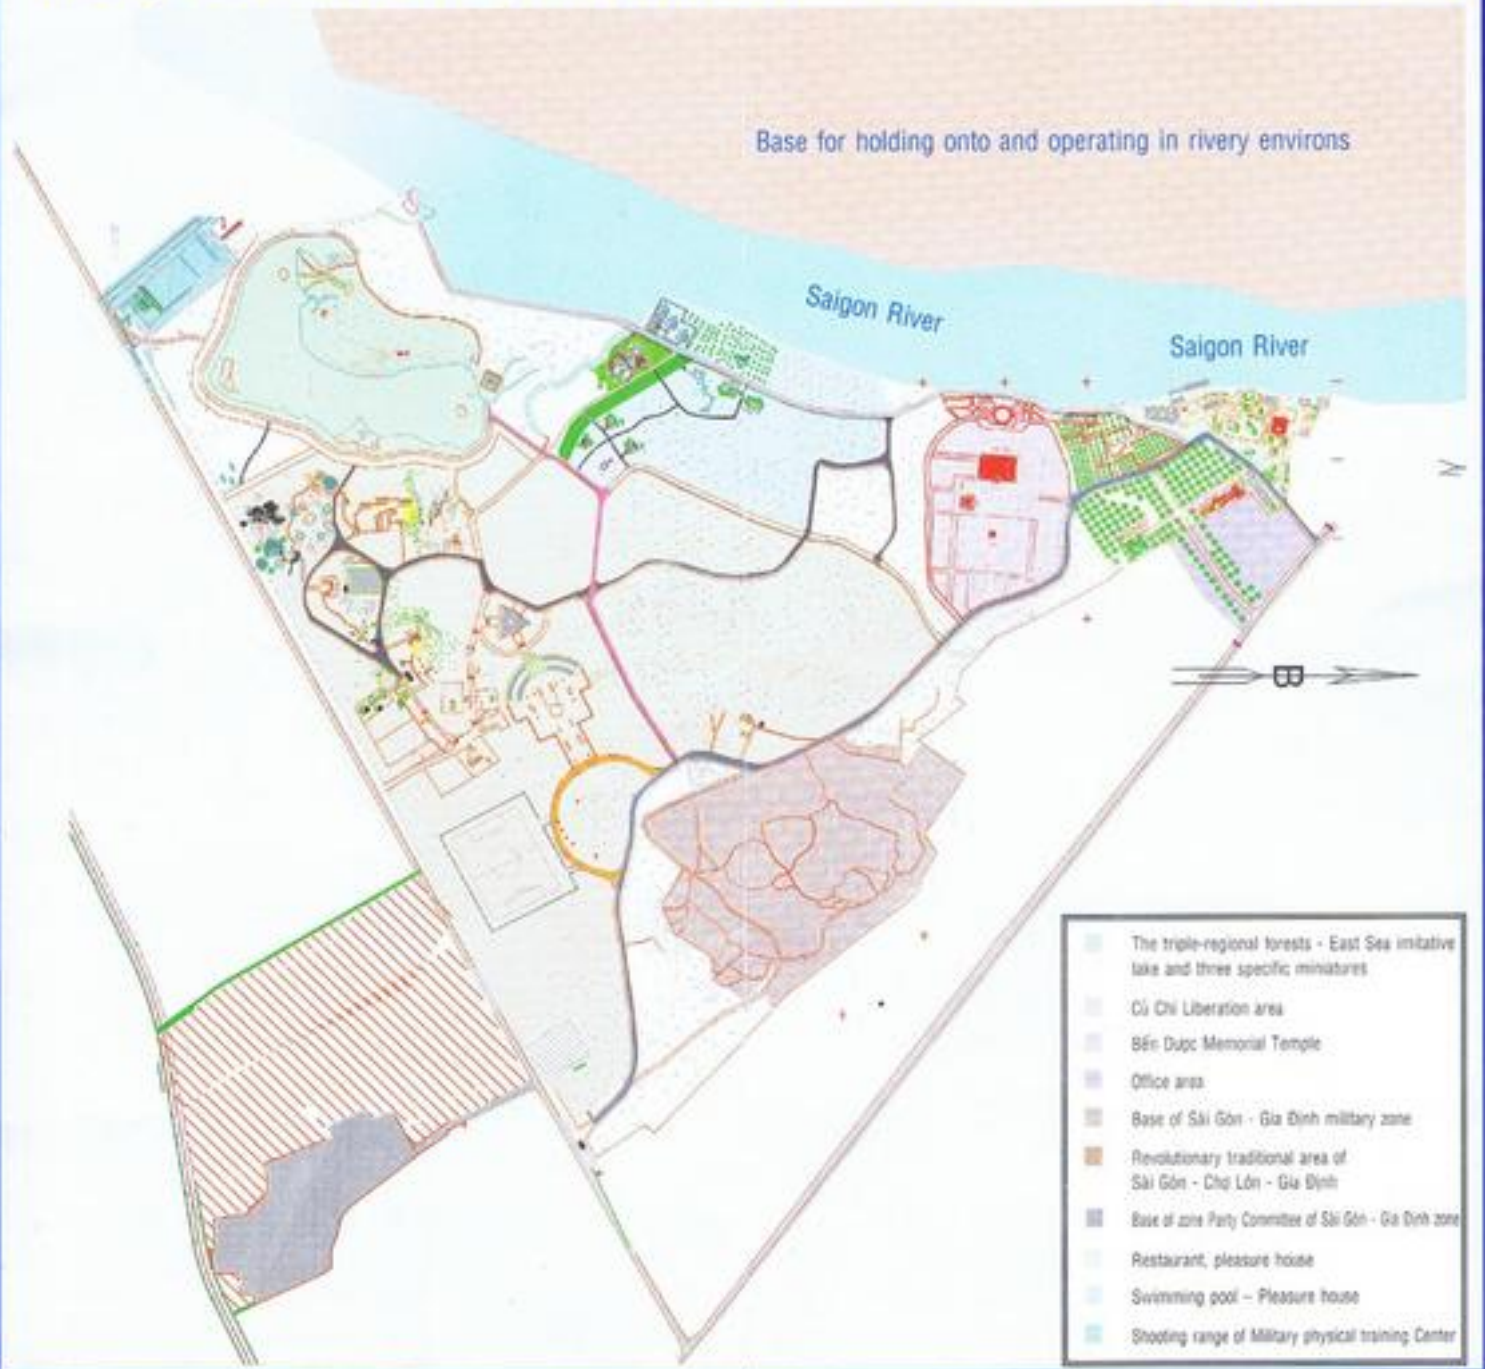 Base for holding onto and operating in rivery environs
Saigon River
Saigon River
B
The triple-regional forests - East Sea imitative
lake and three specific miniatures
Củ Chi Liberation area
Bến Dược Memorial Temple
Office area
Base of Sài Gòn - Gia Định military zone
Revolutionary traditional area of
Sài Gòn - Chợ Lớn - Gia Định
Base of zone Party Committee of Sài Gòn - Gia Định zone
Restaurant, pleasure house
Swimming pool – Pleasure house
Shooting range of Military physical training Center